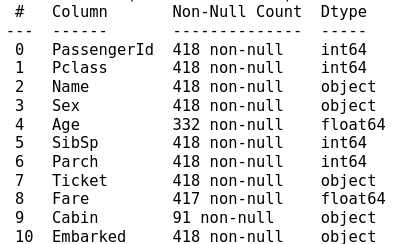 #   Column       Non-Null Count  Dtype
---  ------       --------------  -----
0   PassengerId  418 non-null    int64
1   Pclass       418 non-null    int64
2   Name         418 non-null    object
3   Sex          418 non-null    object
4   Age          332 non-null    float64
5   SibSp        418 non-null    int64
6   Parch        418 non-null    int64
7   Ticket       418 non-null    object
8   Fare         417 non-null    float64
9   Cabin        91 non-null     object
10  Embarked     418 non-null    object